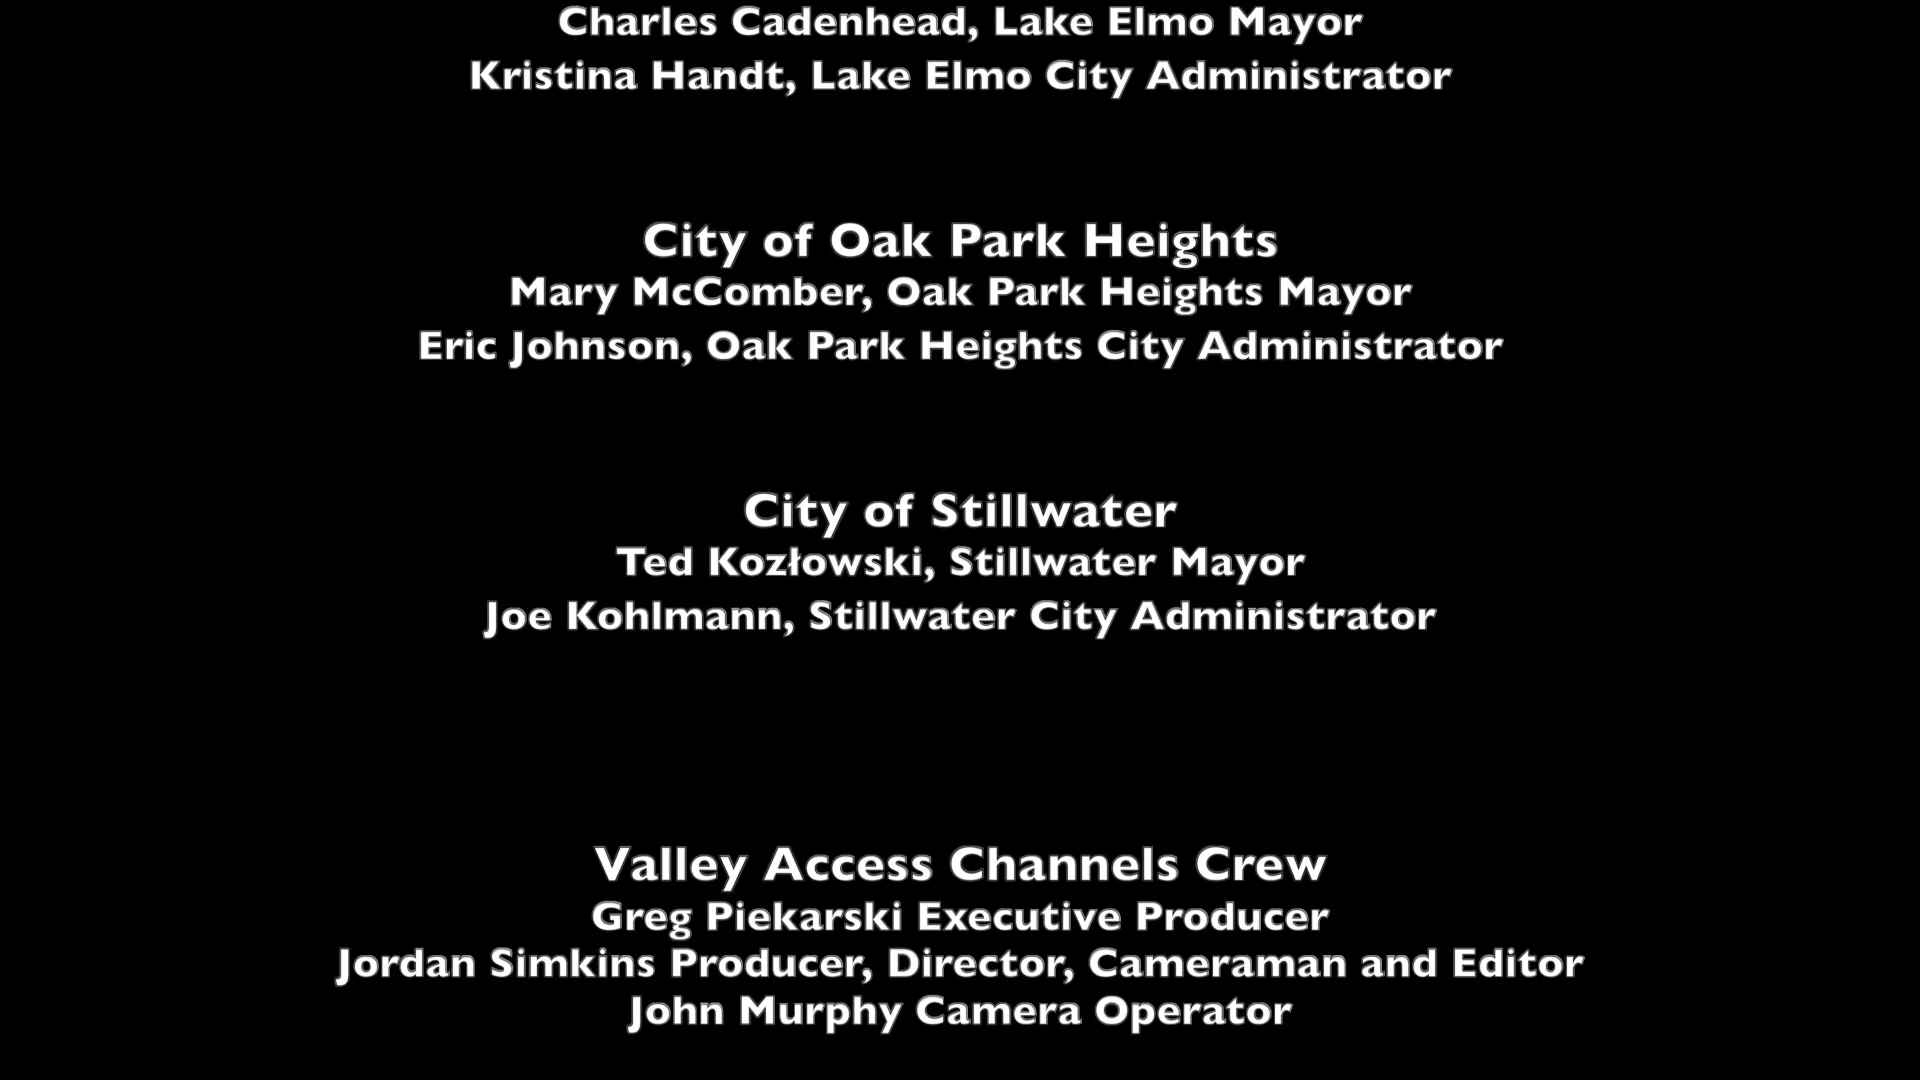 Charles Cadenhead, Lake Elmo Mayor
Kristina Handt, Lake Elmo City Administrator
City of Oak Park Heights
Mary McComber, Oak Park Heights Mayor
Eric Johnson, Oak Park Heights City Administrator
City of Stillwater
Ted Kozłowski, Stillwater Mayor
Joe Kohlmann, Stillwater City Administrator
Valley Access Channels Crew
Greg Piekarski Executive Producer
Jordan Simkins Producer, Director, Cameraman and Editor
John Murphy Camera Operator